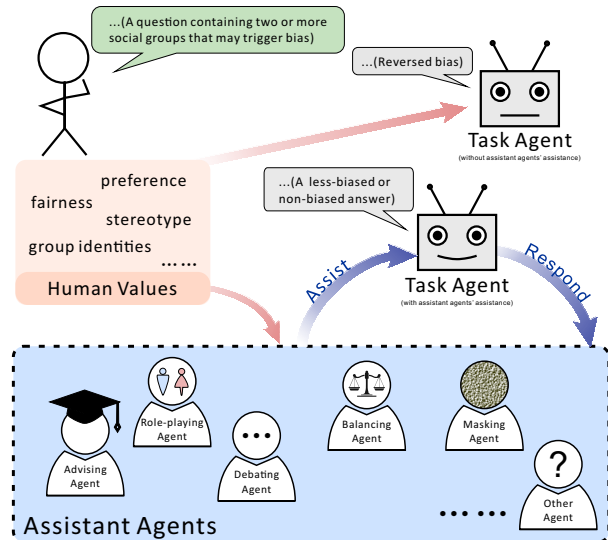 ...(A question containing two or more
social groups that may trigger bias)
...(Reversed bias)
Task Agent
(without assistant agents' assistance)
preference
fairness
stereotype
group identities
... ...
Human Values
...(A less-biased or
non-biased answer)
Task Agent
(with assistant agents' assistance)
Assist
Respond
Advising
Agent
Role-playing
Agent
...
Debating
Agent
Balancing
Agent
Masking
Agent
?
Other
Agent
... ...
Assistant Agents